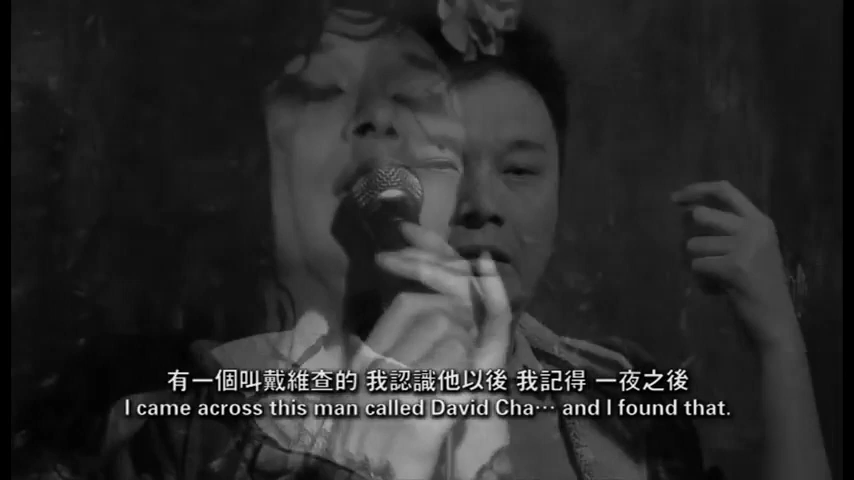 有一個叫戴維查的 我認識他以後 我記得 一夜之後
I came across this man called David Cha… and I found that.